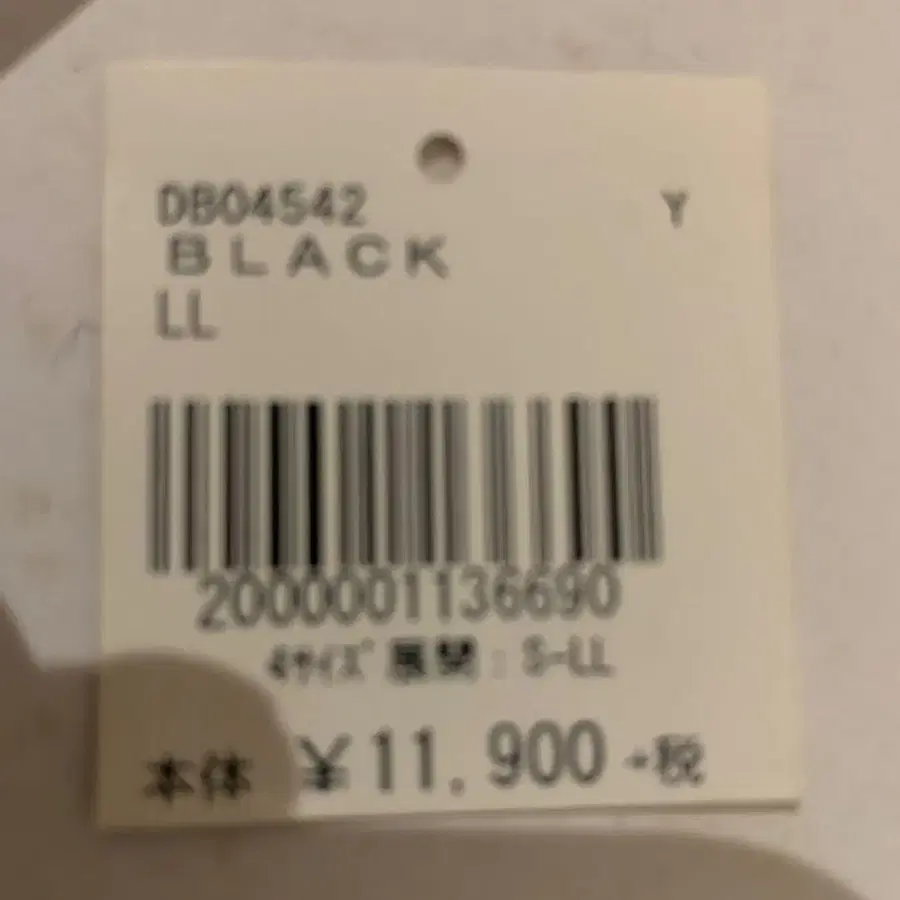 DB04542 Y
BLACK
LL
2000001136690
4サイズ展開:S-LL
本体 ¥11,900+税